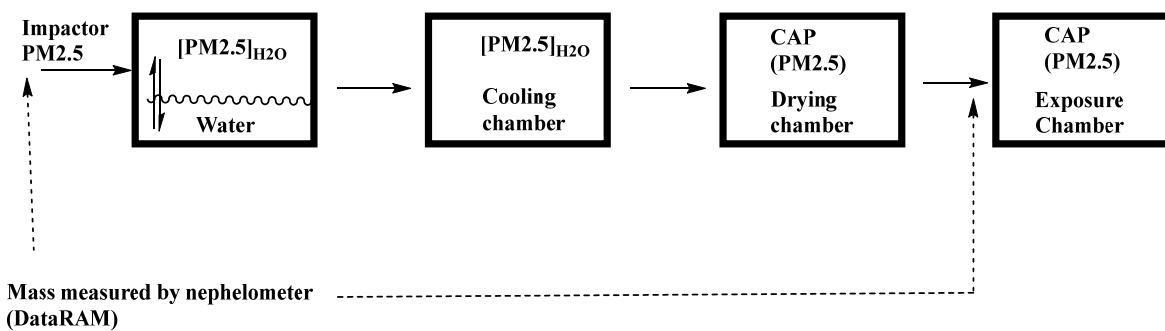 Impactor
PM2.5
[PM2.5]H2O
Water
[PM2.5]H2O
Cooling
chamber
CAP
(PM2.5)
Drying
chamber
CAP
(PM2.5)
Exposure
Chamber
Mass measured by nephelometer
(DataRAM)